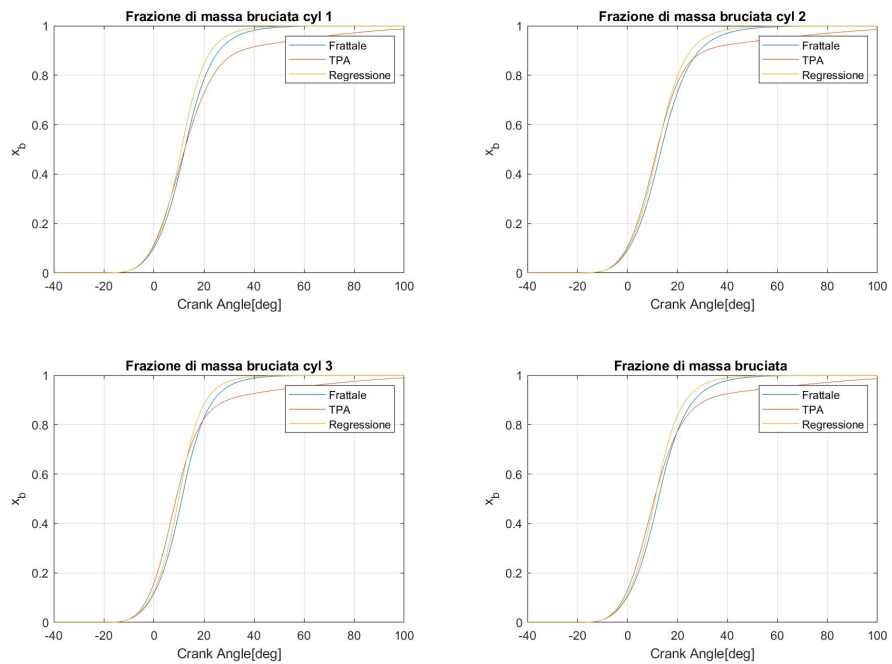 Frazione di massa bruciata cyl 1
1
0.8
0.6
0.4
0.2
0
x_b
-40 -20 0 20 40 60 80 100
Crank Angle[deg]
Frattale
TPA
Regressione
Frazione di massa bruciata cyl 2
1
0.8
0.6
0.4
0.2
0
x_b
-40 -20 0 20 40 60 80 100
Crank Angle[deg]
Frattale
TPA
Regressione
Frazione di massa bruciata cyl 3
1
0.8
0.6
0.4
0.2
0
x_b
-40 -20 0 20 40 60 80 100
Crank Angle[deg]
Frattale
TPA
Regressione
Frazione di massa bruciata
1
0.8
0.6
0.4
0.2
0
x_b
-40 -20 0 20 40 60 80 100
Crank Angle[deg]
Frattale
TPA
Regressione